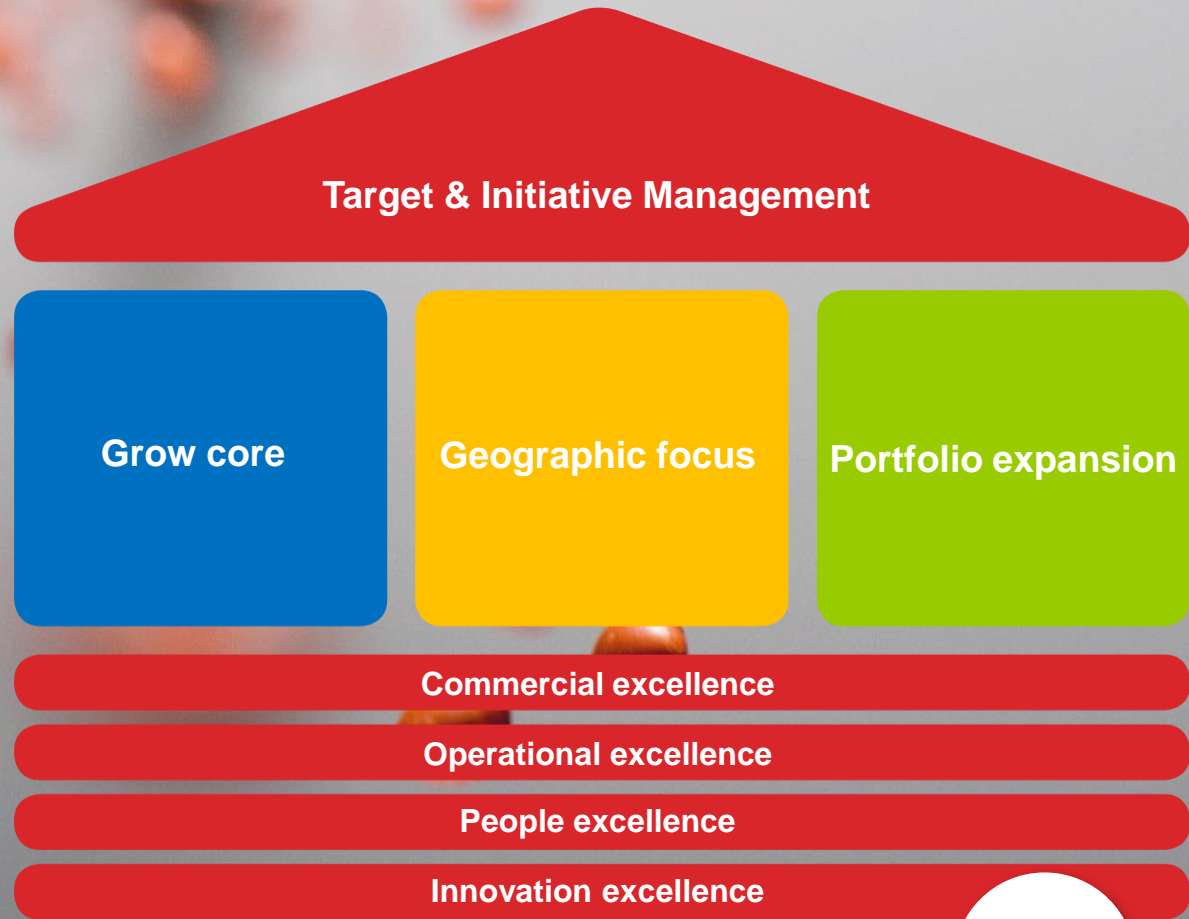 Target & Initiative Management
Grow core
Geographic focus
Portfolio expansion
Commercial excellence
Operational excellence
People excellence
Innovation excellence